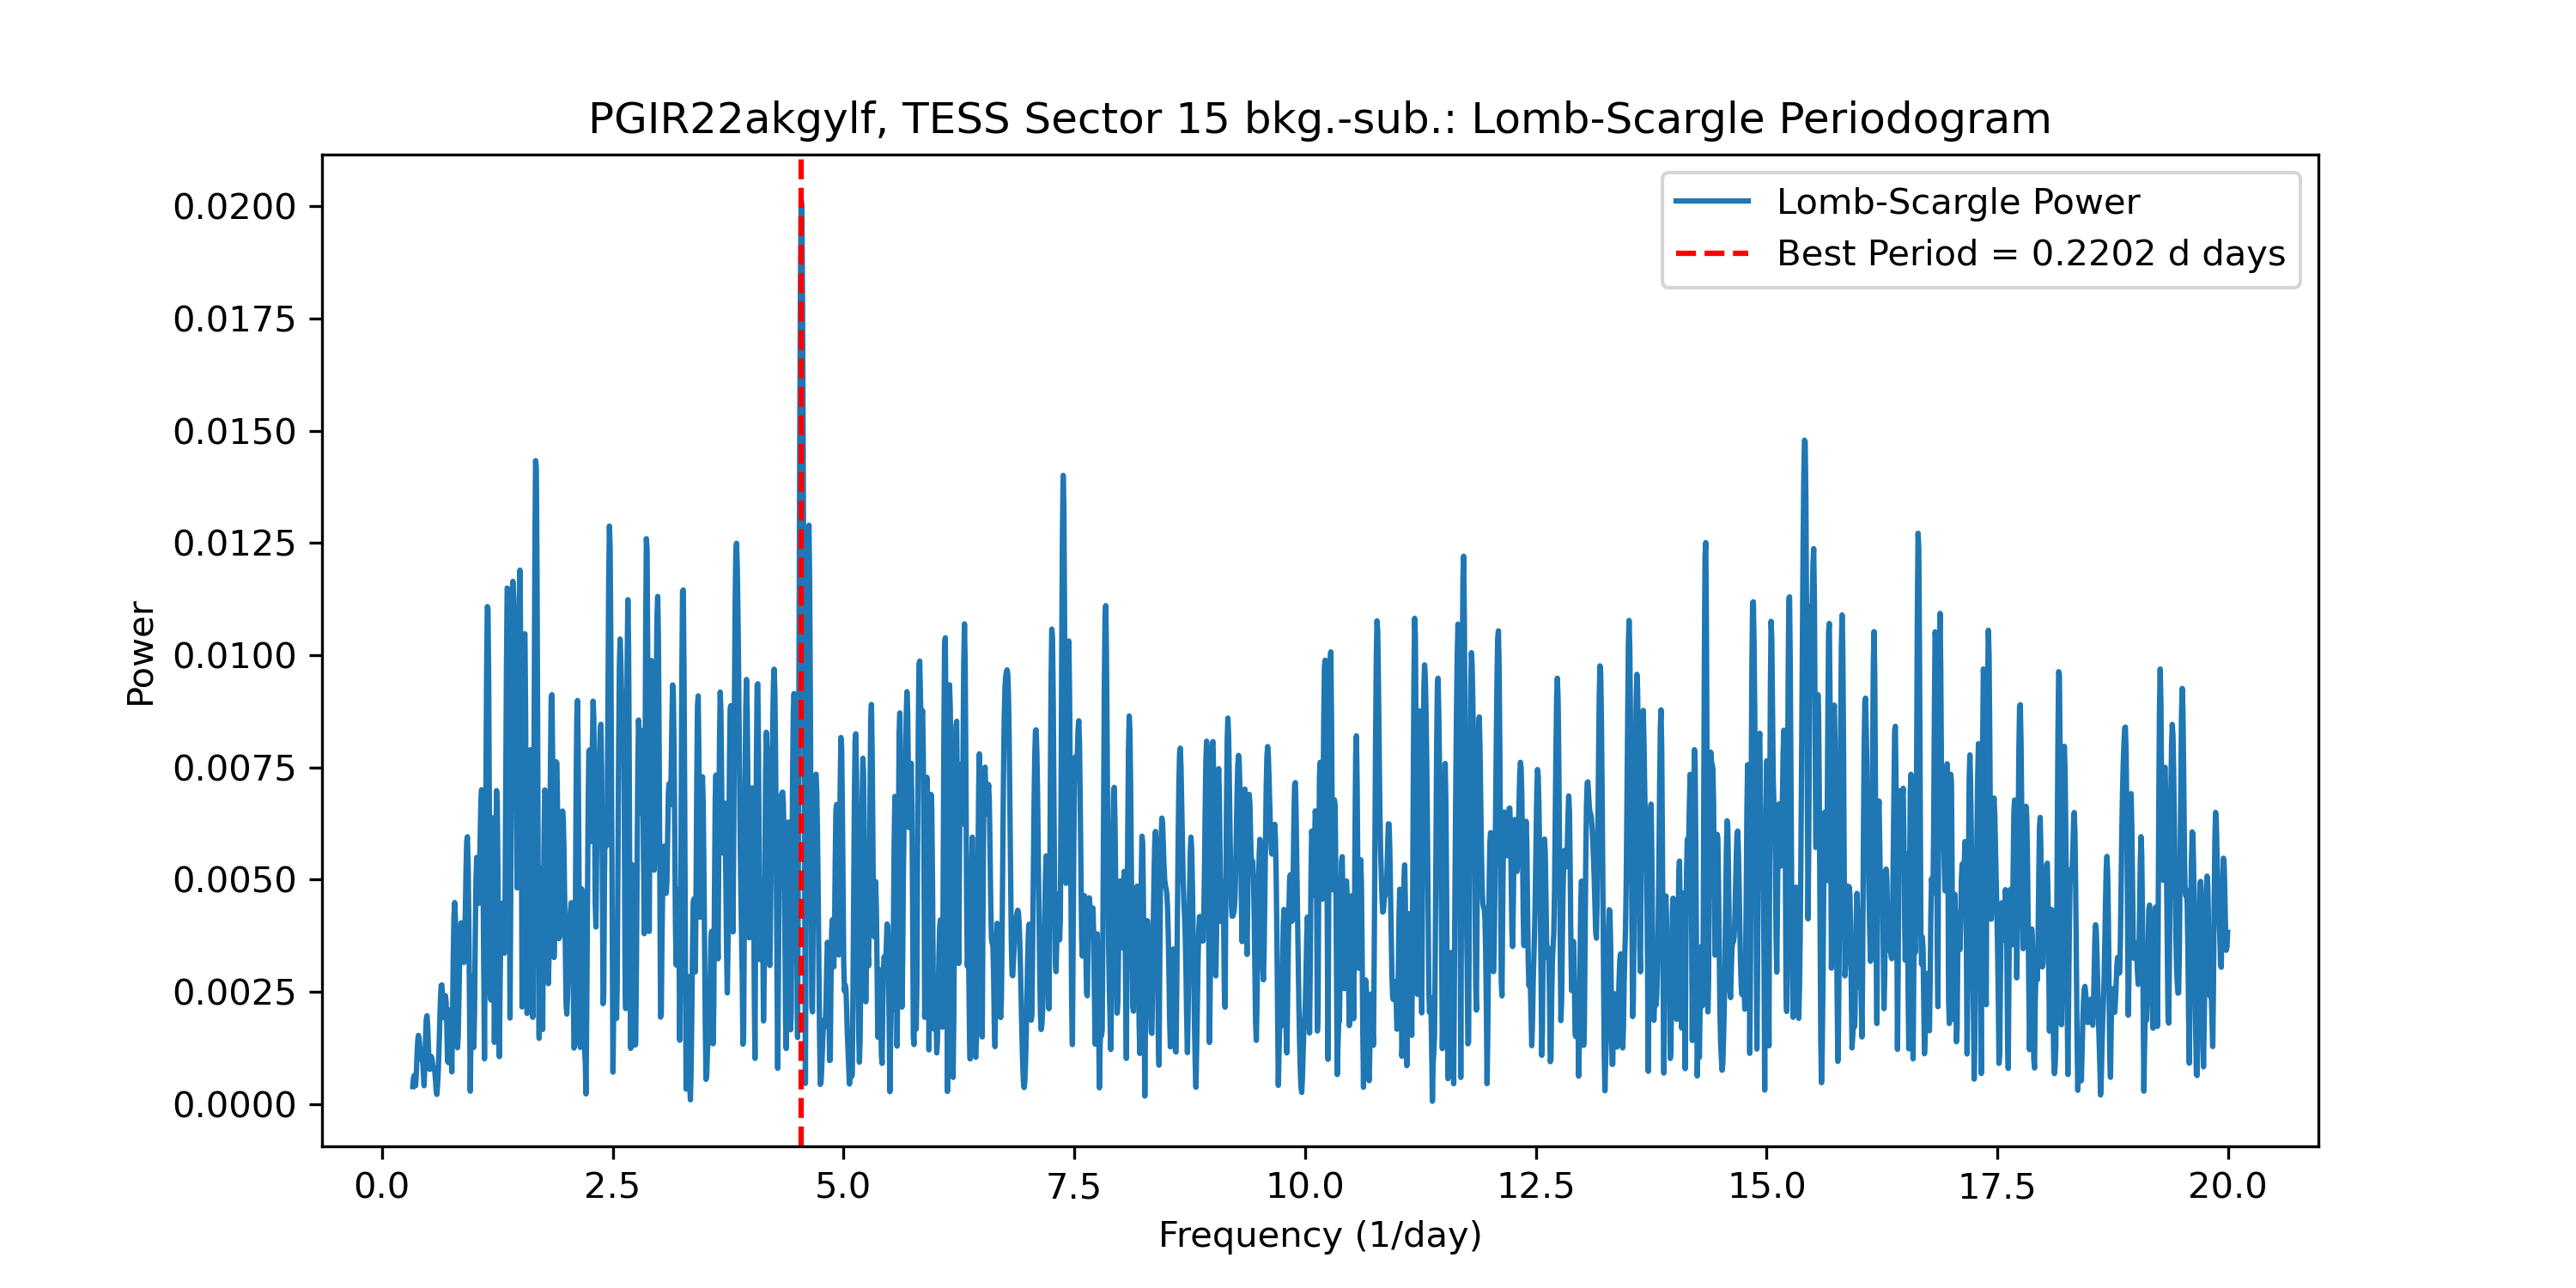 PGIR22akgylf, TESS Sector 15 bkg.-sub.: Lomb-Scargle Periodogram
Lomb-Scargle Power
Best Period = 0.2202 d days
0.0200
0.0175
0.0150
0.0125
0.0100
0.0075
0.0050
0.0025
0.0000
Power
0.0 2.5 5.0 7.5 10.0 12.5 15.0 17.5 20.0
Frequency (1/day)